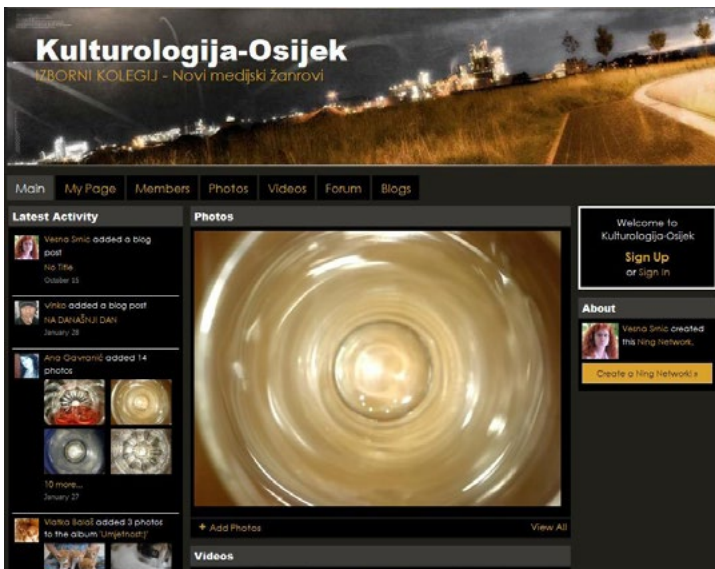 Kulturologija-Osijek
IZBORNI KOLEGIJ - Novi medijski žanrovi
Main My Page Members Photos Videos Forum Blogs
Latest Activity
Vesna Srnic added a blog
post
No Title
October 15
vinko added a blog post
NA DANAŠNJI DAN
January 28
Ana Gavranić added 14
photos
10 more...
January 27
Vlatka Balaš added 3 photos
to the album 'Umjetnost:)'
Photos
+ Add Photos
View All
Videos
Welcome to
Kulturologija-Osijek
Sign Up
or Sign In
About
Vesna Srnic created
this Ning Network.
Create a Ning Network! »